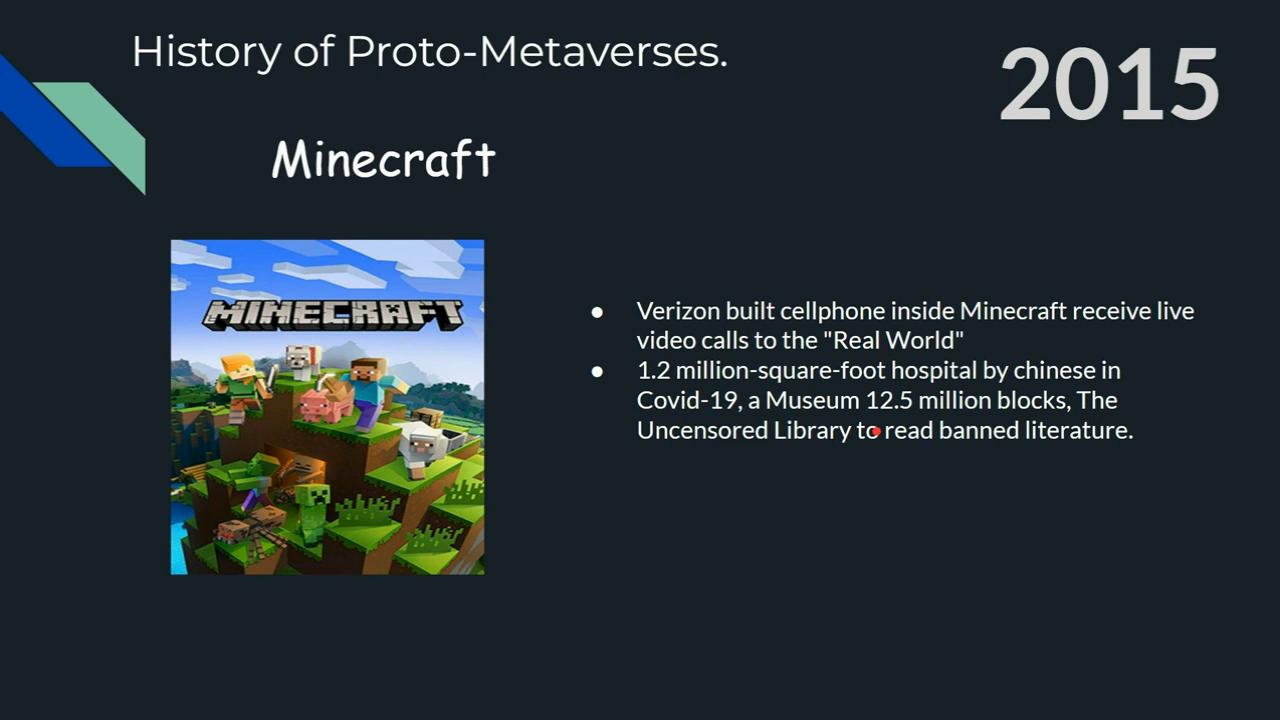 History of Proto-Metaverses.
2015
Minecraft
MINECRAFT
● Verizon built cellphone inside Minecraft receive live
video calls to the "Real World"
● 1.2 million-square-foot hospital by chinese in
Covid-19, a Museum 12.5 million blocks, The
Uncensored Library to read banned literature.